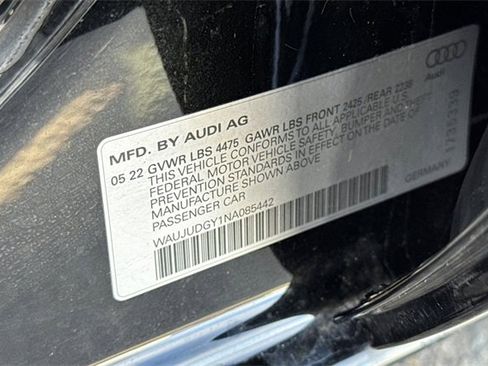 Audi
MFD. BY AUDI AG
05 22 GVWR LBS 4475 GAWR LBS FRONT 2425 / REAR 2238
THIS VEHICLE CONFORMS TO ALL APPLICABLE U.S.
FEDERAL MOTOR VEHICLE SAFETY, BUMPER AND THEFT
PREVENTION STANDARDS IN EFFECT ON THE DATE OF
MANUFACTURE SHOWN ABOVE.
PASSENGER CAR
WAUJUDGY1NA085442
GERMANY